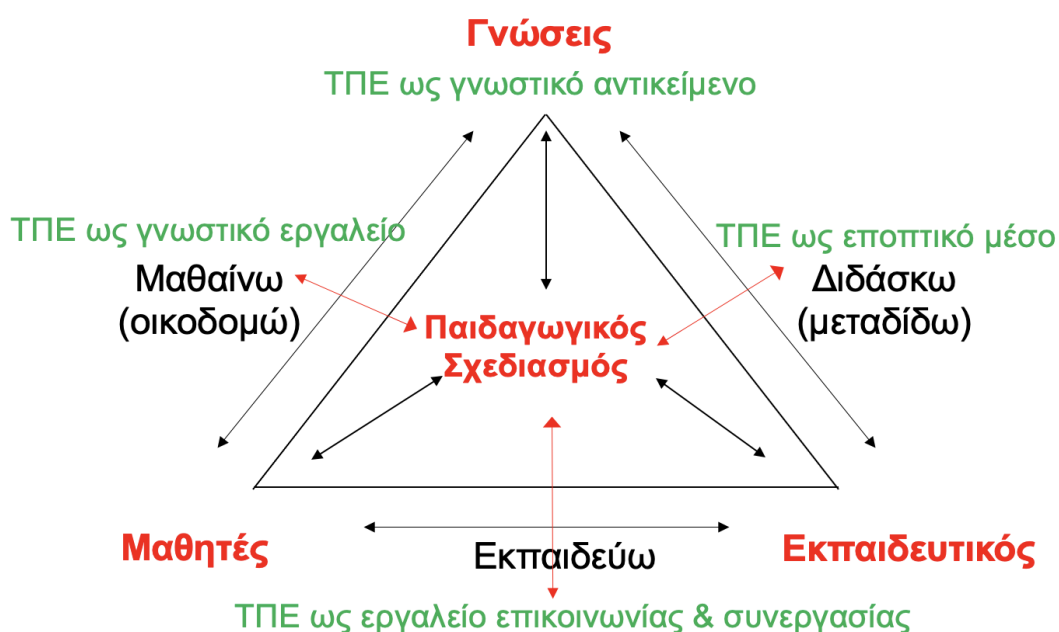 Γνώσεις
ΤΠΕ ως γνωστικό αντικείμενο
ΤΠΕ ως γνωστικό εργαλείο
Μαθαίνω
(οικοδομώ)
ΤΠΕ ως εποπτικό μέσο
Διδάσκω
(μεταδίδω)
Παιδαγωγικός
Σχεδιασμός
Μαθητές
Εκπαιδεύω
Εκπαιδευτικός
ΤΠΕ ως εργαλείο επικοινωνίας & συνεργασίας